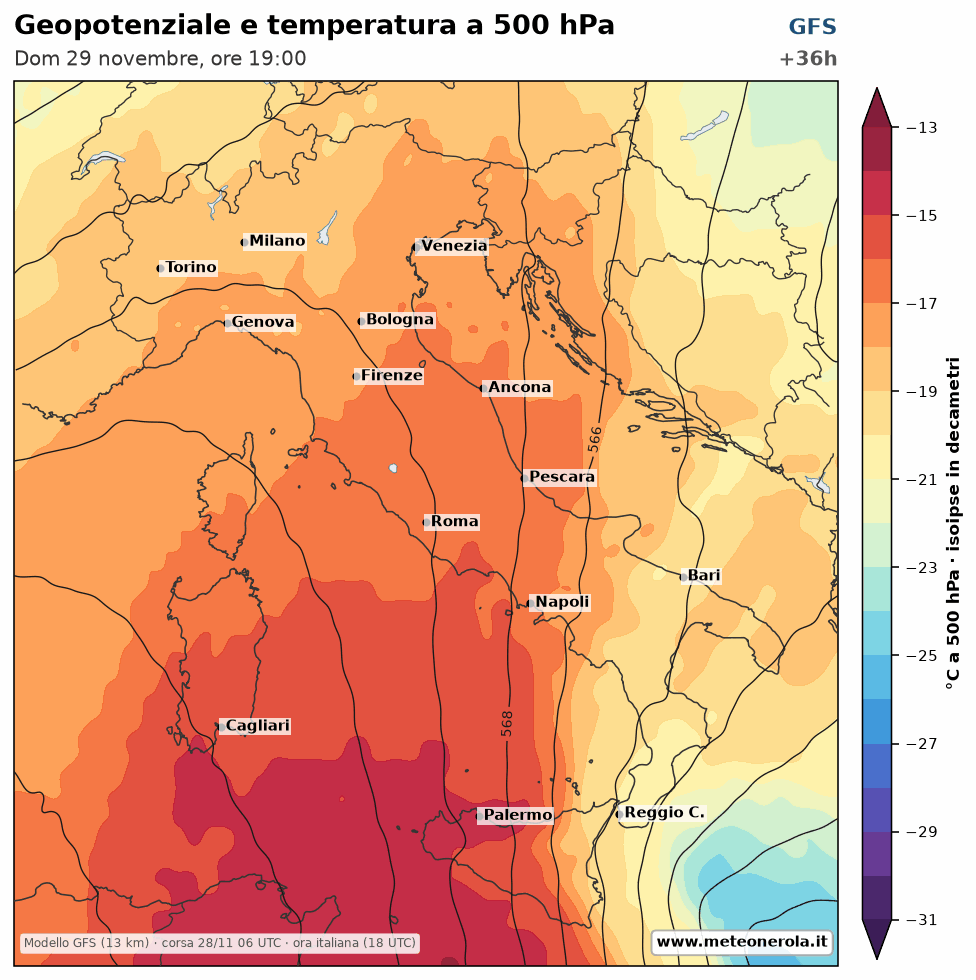 Geopotenziale e temperatura a 500 hPa
GFS
Dom 29 novembre, ore 19:00
+36h
−13
−15
−17
−19
−21
−23
−25
−27
−29
−31
°C a 500 hPa · isoipse in decametri
Milano
Venezia
Torino
Genova
Bologna
Firenze
Ancona
566
Pescara
Roma
Bari
Napoli
568
Cagliari
Palermo
Reggio C.
Modello GFS (13 km) · corsa 28/11 06 UTC · ora italiana (18 UTC)
www.meteonerola.it